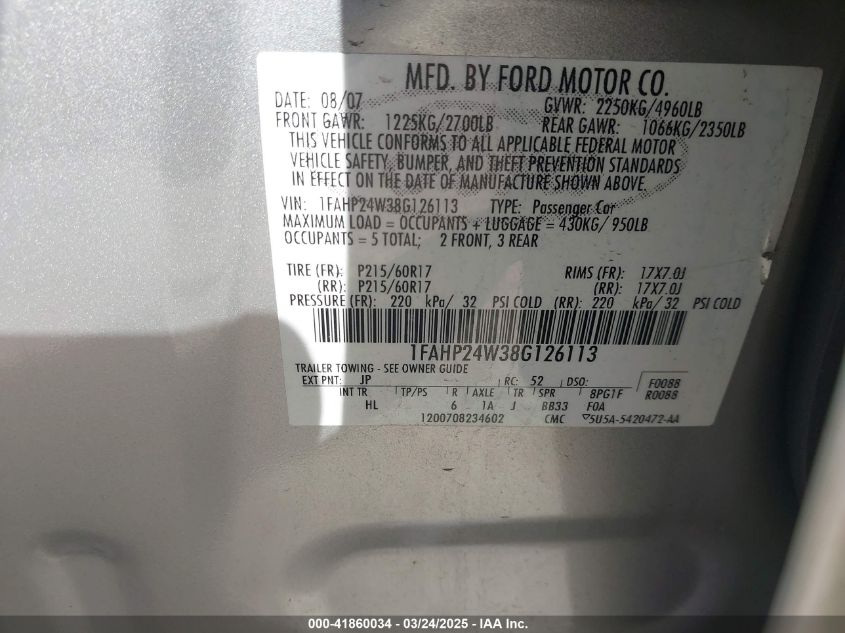 MFD. BY FORD MOTOR CO.
DATE: 08/07 GVWR: 2250KG/4960LB
FRONT GAWR: 1225KG/2700LB REAR GAWR: 1066KG/2350LB
THIS VEHICLE CONFORMS TO ALL APPLICABLE FEDERAL MOTOR
VEHICLE SAFETY, BUMPER, AND THEFT PREVENTION STANDARDS
IN EFFECT ON THE DATE OF MANUFACTURE SHOWN ABOVE.
VIN: 1FAHP24W38G126113 TYPE: Passenger Car
MAXIMUM LOAD = OCCUPANTS + LUGGAGE = 430KG/ 950LB
OCCUPANTS = 5 TOTAL; 2 FRONT, 3 REAR
TIRE (FR): P215/60R17 RIMS (FR): 17X7.0J
(RR): P215/60R17 (RR): 17X7.0J
PRESSURE (FR): 220 kPa/ 32 PSI COLD (RR): 220 kPa/ 32 PSI COLD
1FAHP24W38G126113
TRAILER TOWING - SEE OWNER GUIDE
EXT PNT: JP RC: 52 DSO: F0088
INT TR TP/PS R AXLE TR SPR 8PG1F R0088
HL 6 1A J BB33 F0A
1200708234602 CMC 5U5A-5420472-AA
000-41860034 - 03/24/2025 - IAAI.com